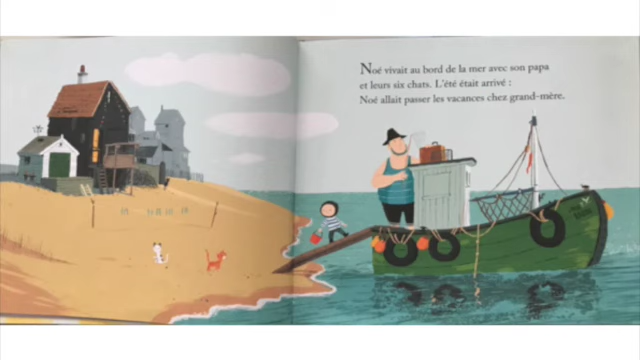 Noé vivait au bord de la mer avec son papa
et leurs six chats. L'été était arrivé :
Noé allait passer les vacances chez grand-mère.